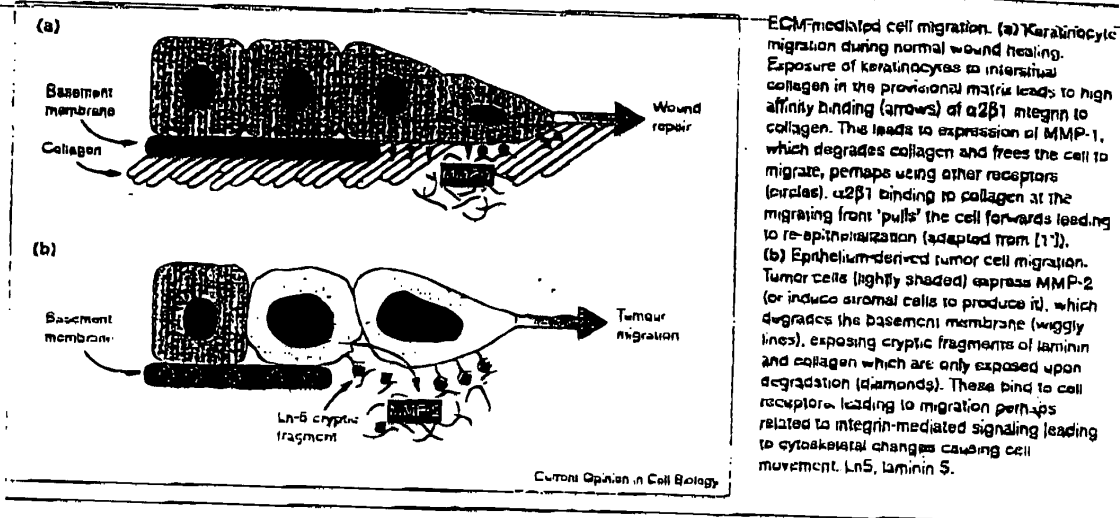 (a)
Basement
membrane
Collagen
Wound
repair
(b)
Basement
membrane
Tumour
migration
Ln-5 cryptic
fragment
Current Opinion in Cell Biology
ECM-mediated cell migration. (a) Keratinocyte
migration during normal wound healing.
Exposure of keratinocytes to interstitial
collagen in the provisional matrix leads to high
affinity binding (arrows) of α2β1 integrin to
collagen. This leads to expression of MMP-1,
which degrades collagen and frees the cell to
migrate, perhaps using other receptors
(circles). α2β1 binding to collagen at the
migrating front 'pulls' the cell forwards leading
to re-epithelialization (adapted from [1•]).
(b) Epithelium-derived tumor cell migration.
Tumor cells (lightly shaded) express MMP-2
(or induce stromal cells to produce it), which
degrades the basement membrane (wiggly
lines), exposing cryptic fragments of laminin
and collagen which are only exposed upon
degradation (diamonds). These bind to cell
receptors, leading to migration perhaps
related to integrin-mediated signaling leading
to cytoskeletal changes causing cell
movement. Ln5, laminin 5.